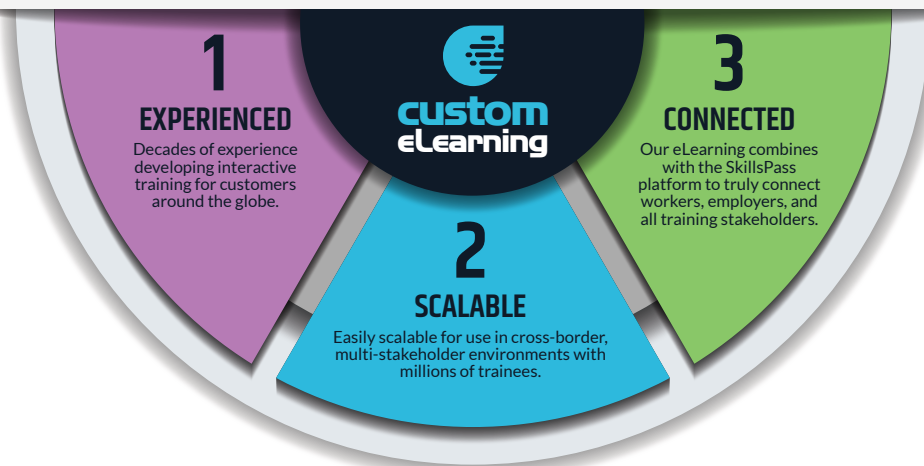 custom
eLearning
1
EXPERIENCED
Decades of experience
developing interactive
training for customers
around the globe.
2
SCALABLE
Easily scalable for use in cross-border,
multi-stakeholder environments with
millions of trainees.
3
CONNECTED
Our eLearning combines
with the SkillsPass
platform to truly connect
workers, employers, and
all training stakeholders.